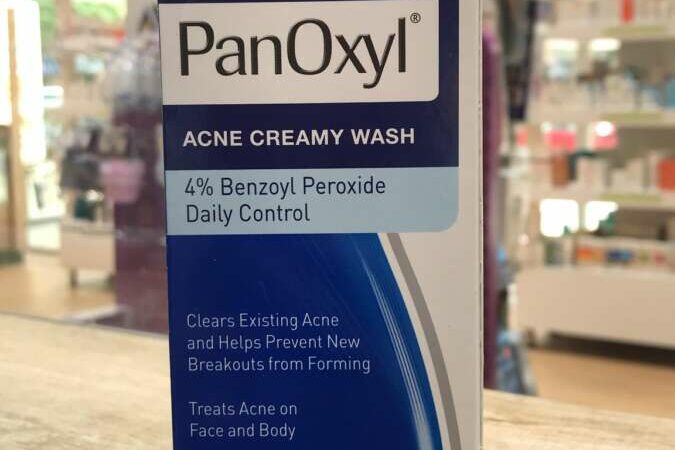 PanOxyl®
ACNE CREAMY WASH
4% Benzoyl Peroxide
Daily Control
Clears Existing Acne
and Helps Prevent New
Breakouts from Forming
Treats Acne on
Face and Body